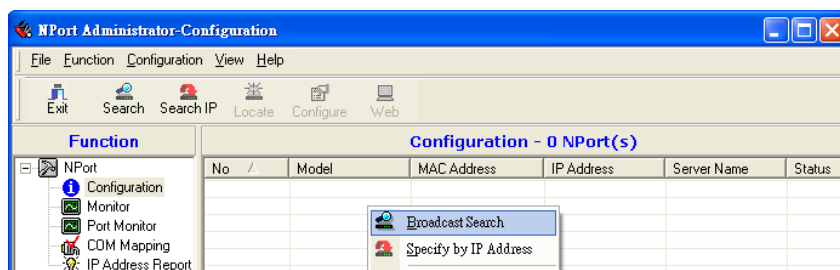 NPort Administrator-Configuration
File Function Configuration View Help
Exit Search Search IP Locate Configure Web
Function
Configuration - 0 NPort(s)
NPort
Configuration
Monitor
Port Monitor
COM Mapping
IP Address Report
No Model MAC Address IP Address Server Name Status
Broadcast Search
Specify by IP Address